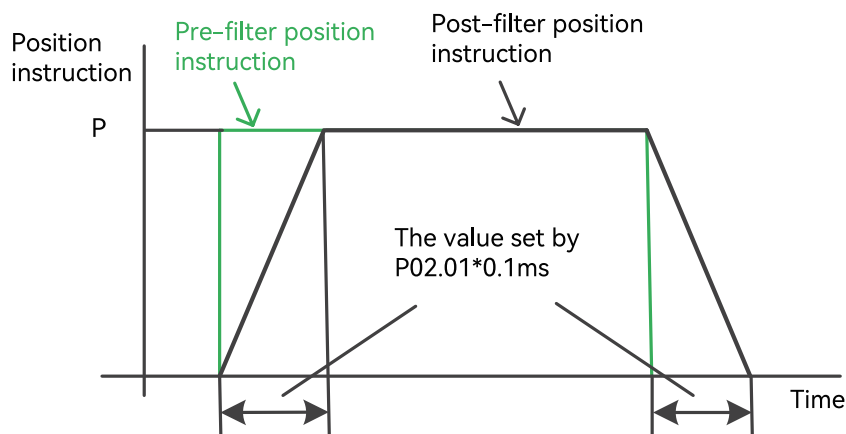 Position
instruction
Pre-filter position
instruction
Post-filter position
instruction
P
The value set by
P02.01*0.1ms
Time